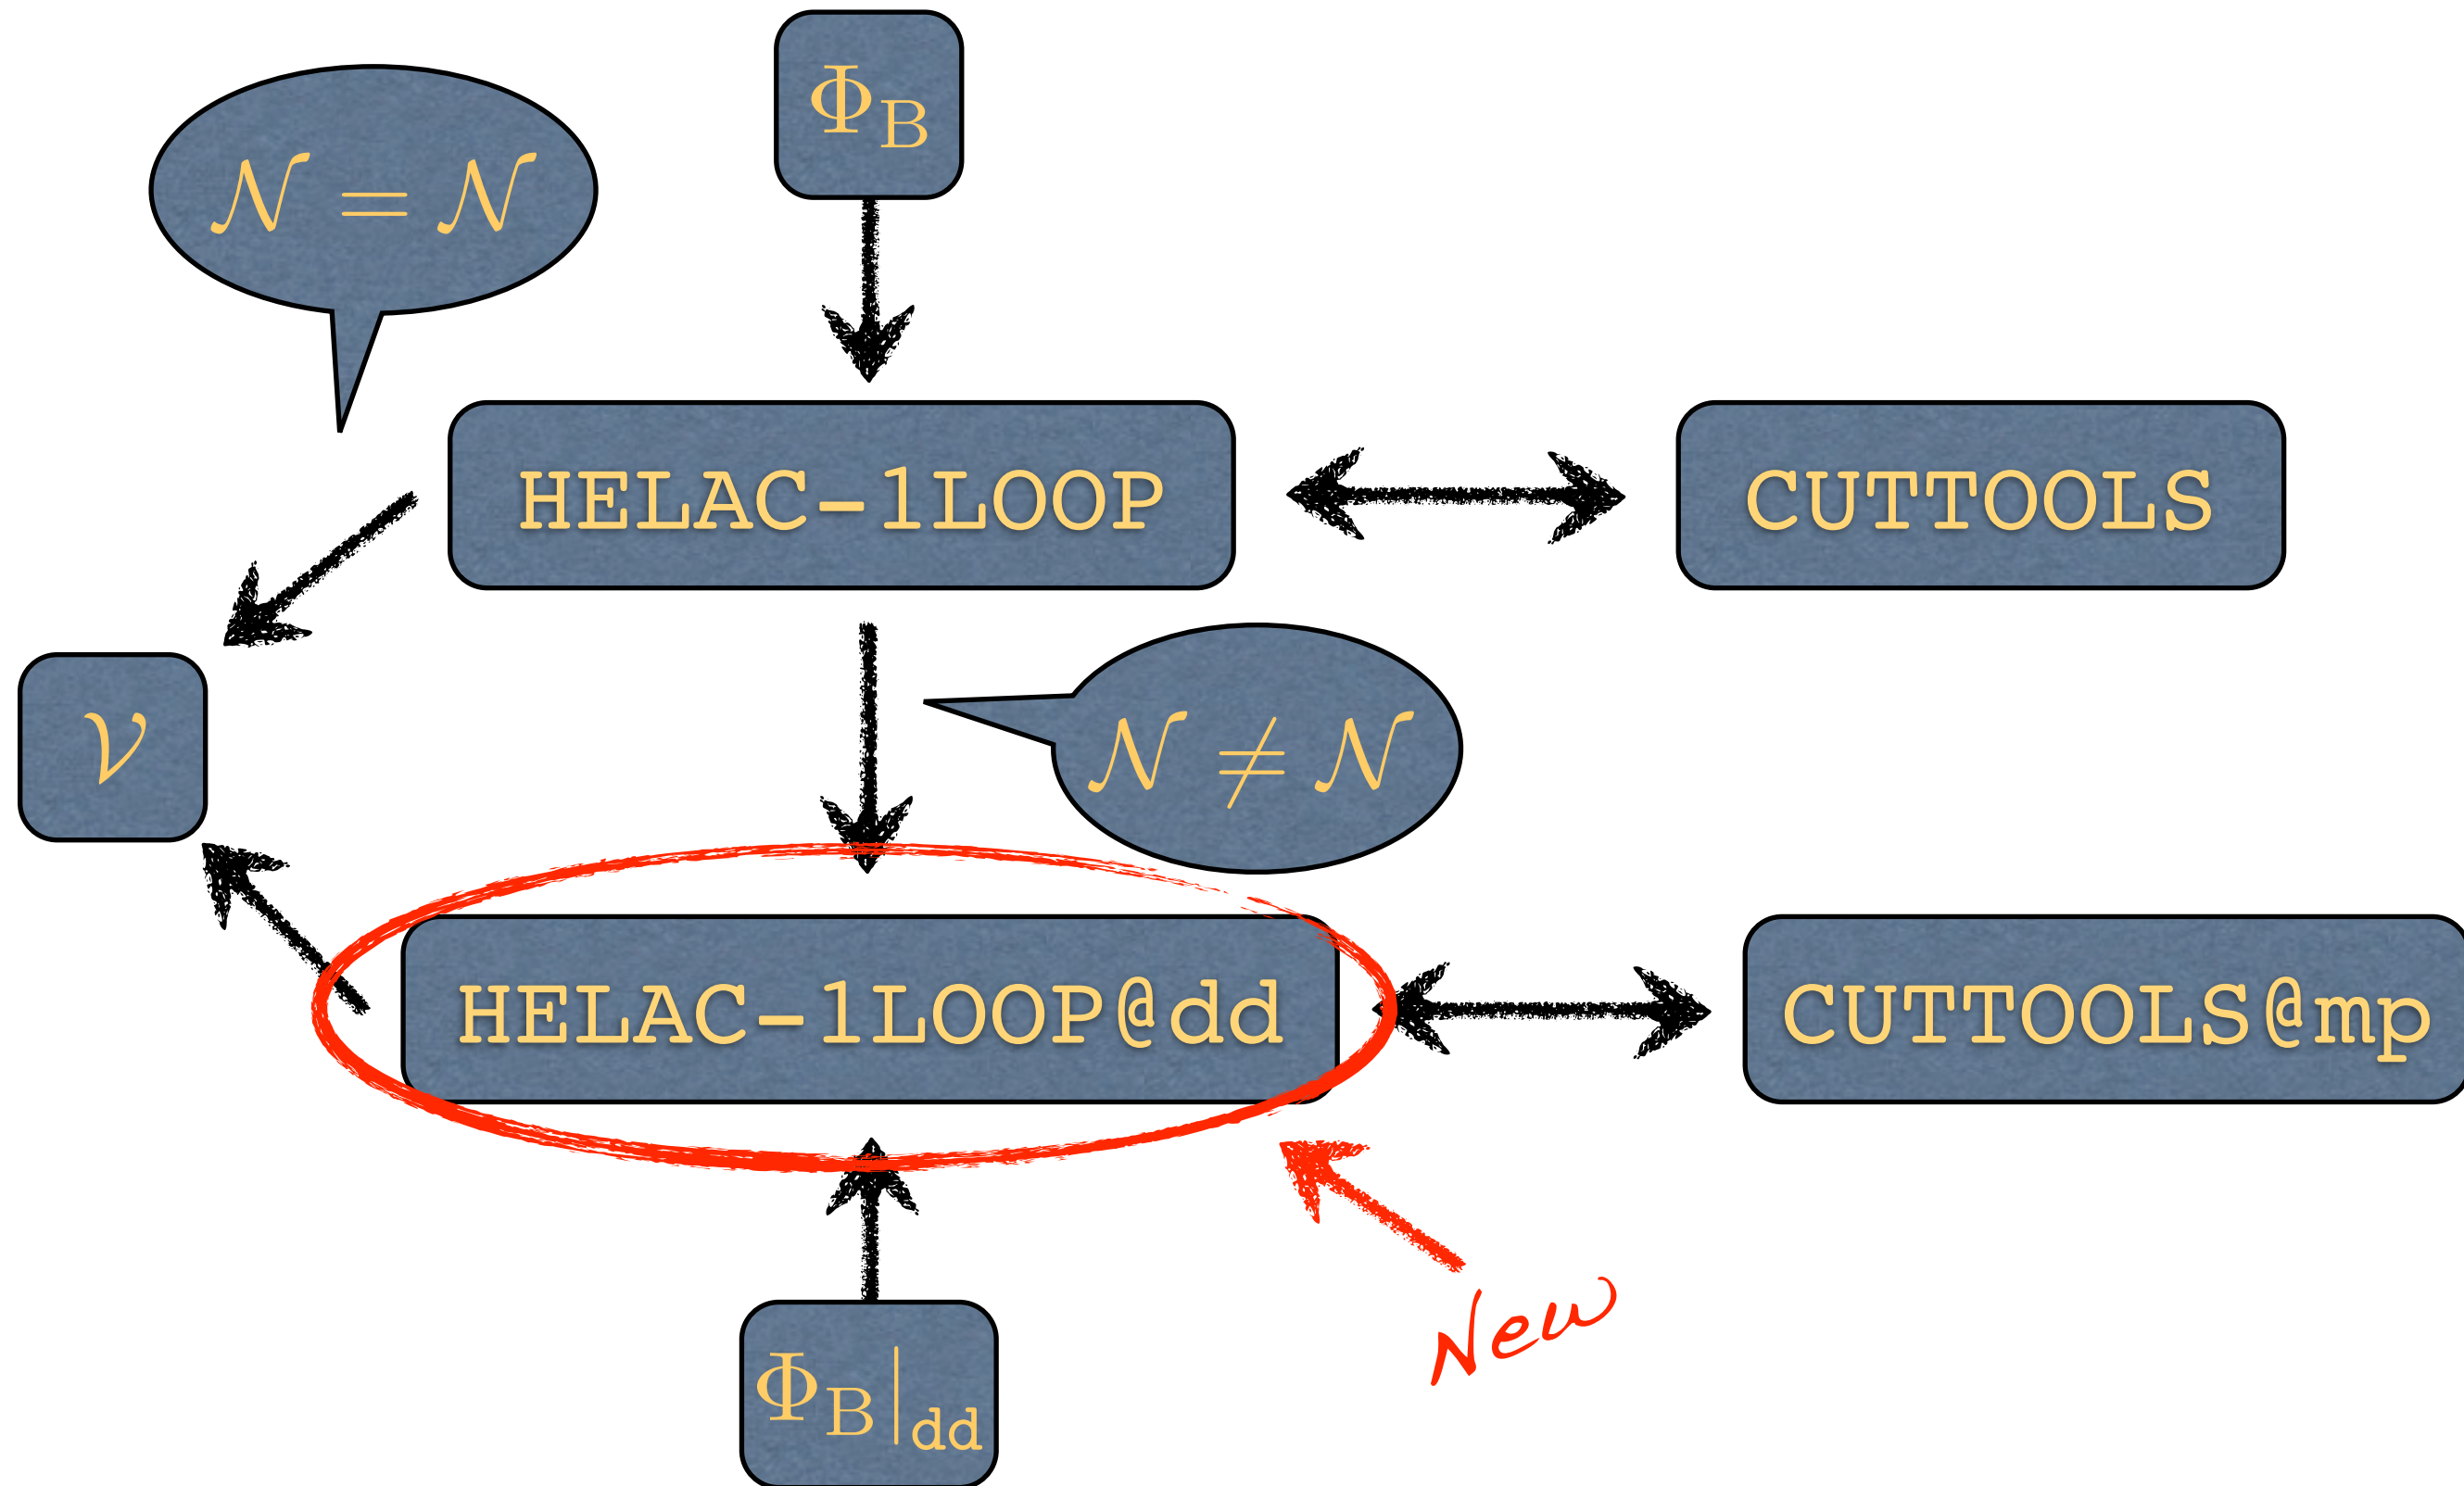 Φ_B
𝒩 = 𝒩
HELAC-1LOOP
CUTTOOLS
𝒩 ≠ 𝒩
𝒱
HELAC-1LOOP@dd
CUTTOOLS@mp
New
Φ_B|_dd